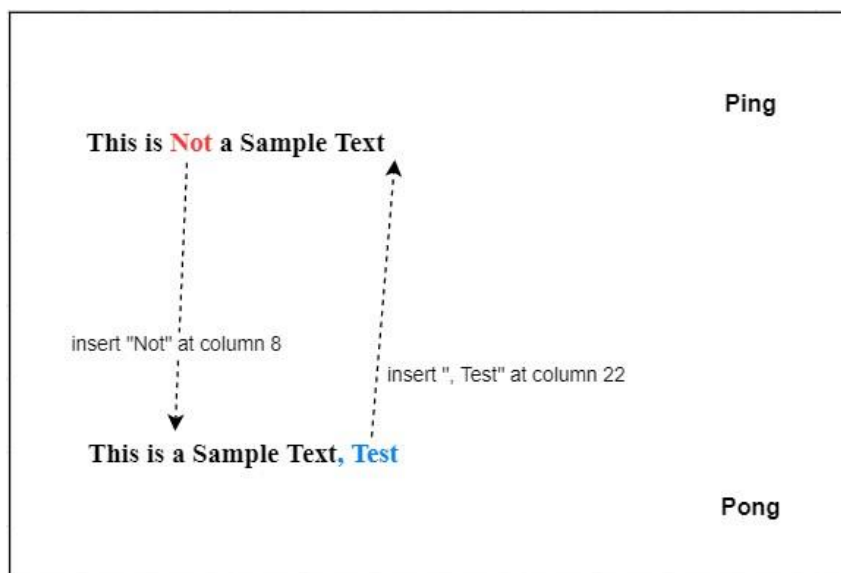 Ping
This is Not a Sample Text
insert "Not" at column 8
insert ", Test" at column 22
This is a Sample Text, Test
Pong